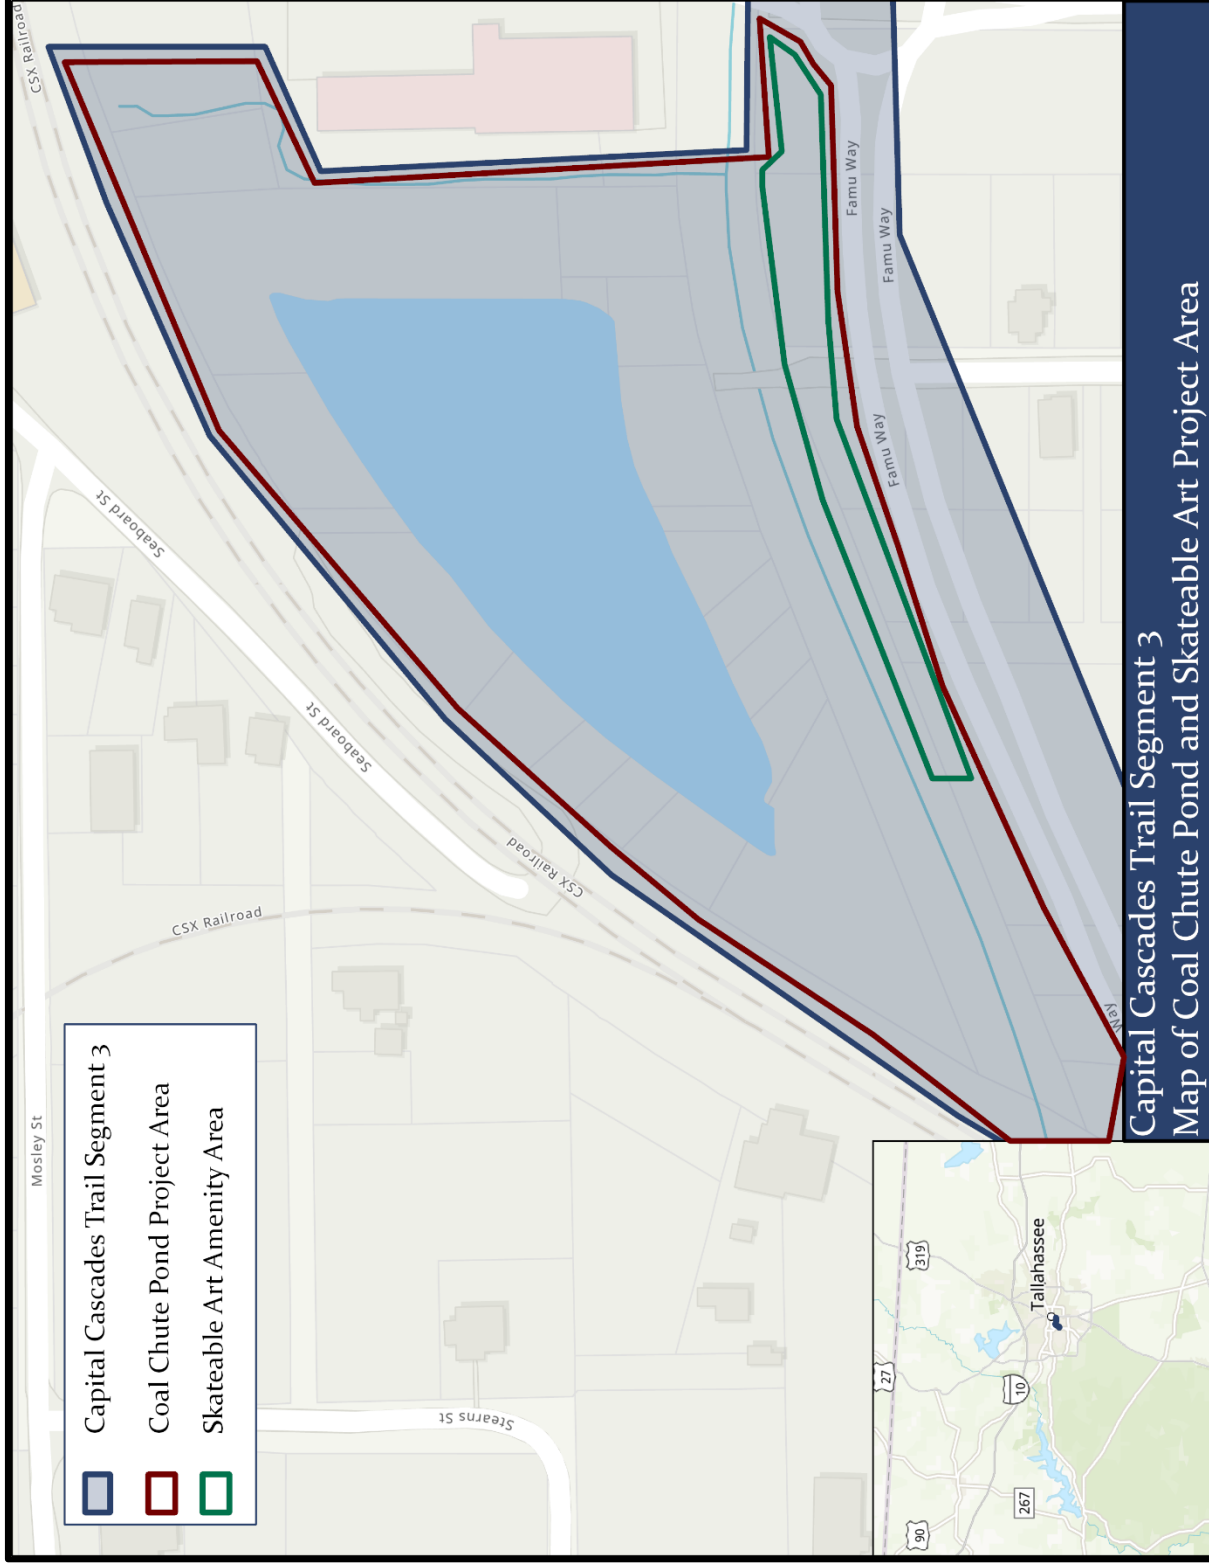 Mosley St
Capital Cascades Trail Segment 3
Coal Chute Pond Project Area
Skateable Art Amenity Area
CSX Railroad
Seaboard St
Seaboard St
CSX Railroad
CSX Railroad
Stearns St
Famu Way
Famu Way
Famu Way
Way
27
319
90
10
267
Tallahassee
Capital Cascades Trail Segment 3
Map of Coal Chute Pond and Skateable Art Project Area